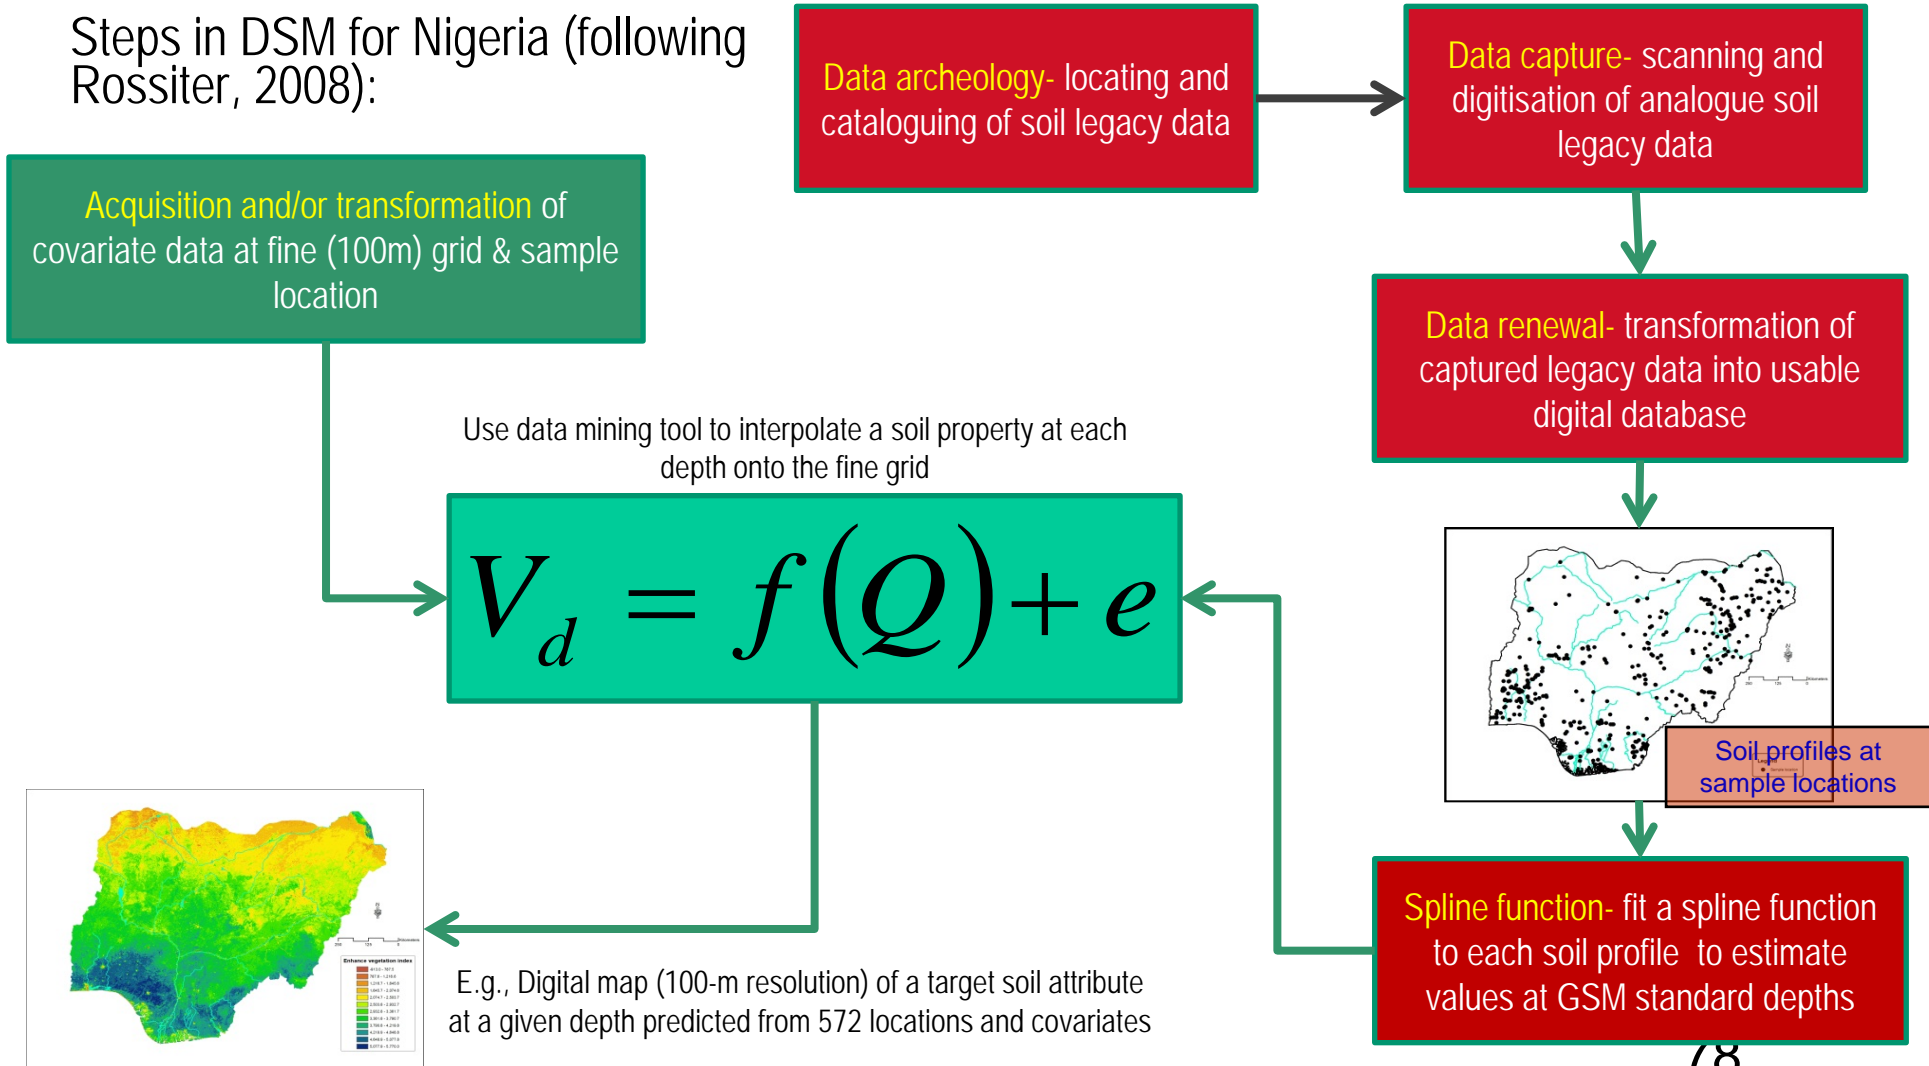 Steps in DSM for Nigeria (following
Rossiter, 2008):
Data archeology- locating and
cataloguing of soil legacy data
Data capture- scanning and
digitisation of analogue soil
legacy data
Acquisition and/or transformation of
covariate data at fine (100m) grid & sample
location
Data renewal- transformation of
captured legacy data into usable
digital database
Use data mining tool to interpolate a soil property at each
depth onto the fine grid
V_d = f(Q) + e
Soil profiles at
sample locations
Spline function- fit a spline function
to each soil profile to estimate
values at GSM standard depths
Enhance vegetation index
E.g., Digital map (100-m resolution) of a target soil attribute
at a given depth predicted from 572 locations and covariates
78